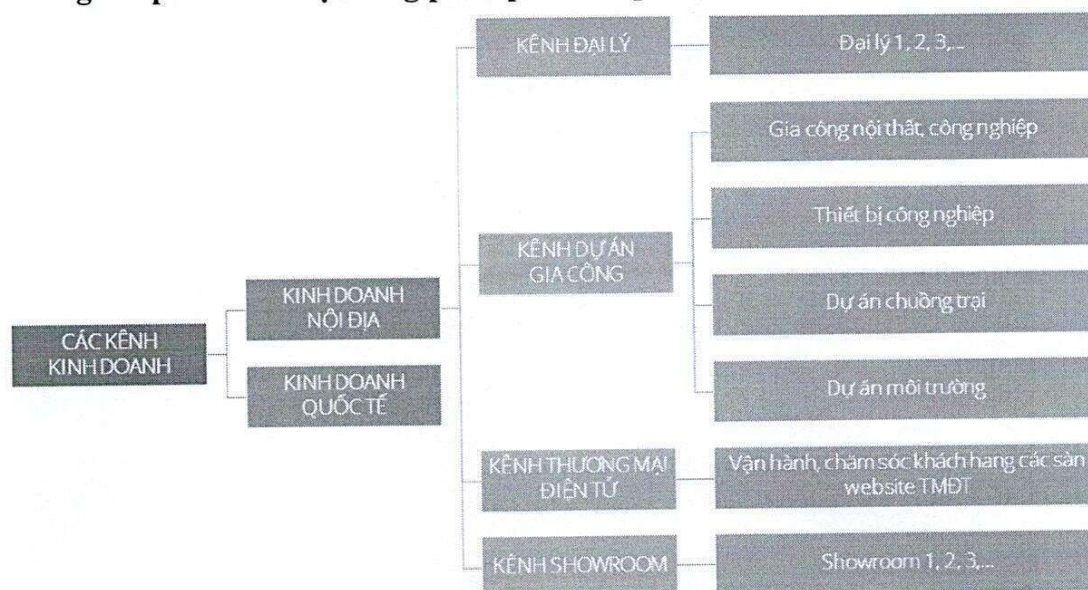 KÊNH ĐẠI LÝ
Đại lý 1, 2, 3,...
Gia công nội thất, công nghiệp
Thiết bị công nghiệp
KÊNH DỰ ÁN
GIA CÔNG
Dự án chuồng trại
Dự án môi trường
KINH DOANH
NỘI ĐỊA
CÁC KÊNH
KINH DOANH
KINH DOANH
QUỐC TẾ
KÊNH THƯƠNG MẠI
ĐIỆN TỬ
Vận hành, chăm sóc khách hang các sàn
website TMĐT
KÊNH SHOWROOM
Showroom 1, 2, 3,...